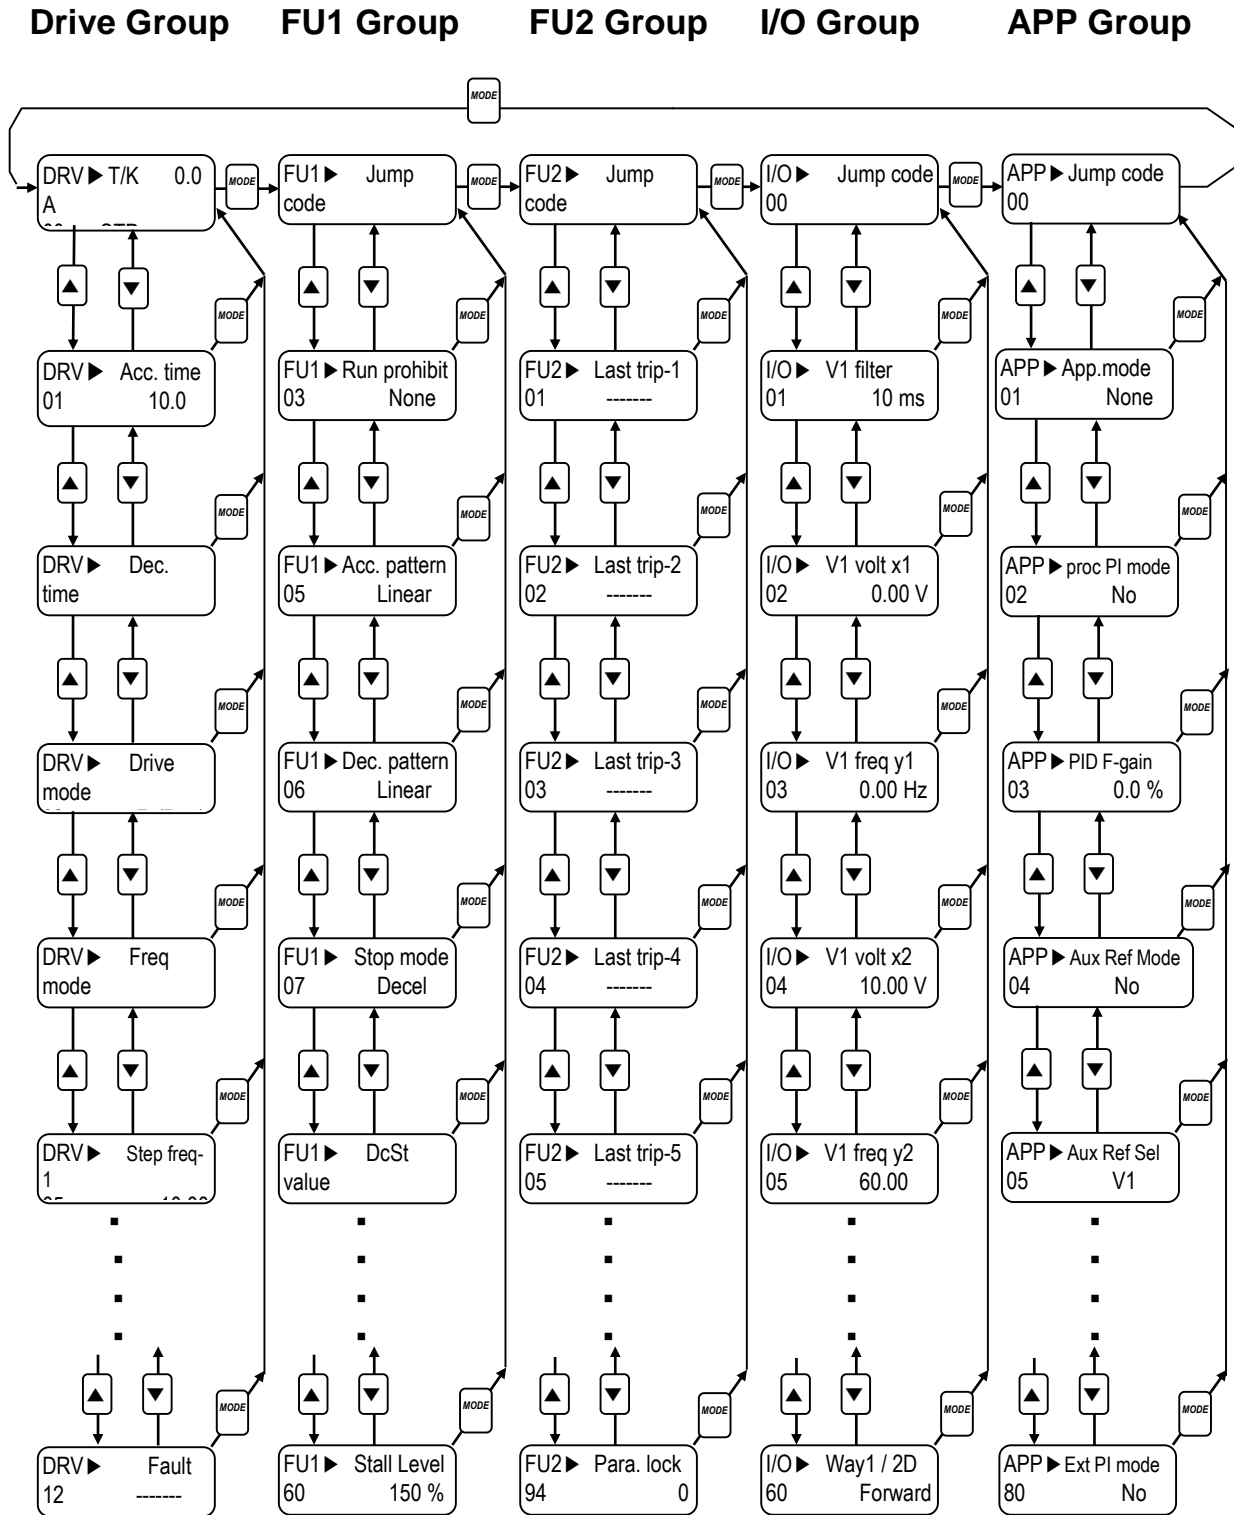 Drive Group FU1 Group FU2 Group I/O Group APP Group
MODE
DRV▶ T/K 0.0
A
MODE
FU1▶ Jump
code
MODE
FU2▶ Jump
code
MODE
I/O▶ Jump code
00
MODE
APP▶ Jump code
00
▲ ▼ ▲ ▼ ▲ ▼ ▲ ▼ ▲ ▼
MODE MODE MODE MODE MODE
DRV▶ Acc. time
01 10.0
FU1▶ Run prohibit
03 None
FU2▶ Last trip-1
01 -------
I/O▶ V1 filter
01 10 ms
APP▶ App.mode
01 None
▲ ▼ ▲ ▼ ▲ ▼ ▲ ▼ ▲ ▼
MODE MODE MODE MODE MODE
DRV▶ Dec.
time
FU1▶ Acc. pattern
05 Linear
FU2▶ Last trip-2
02 -------
I/O▶ V1 volt x1
02 0.00 V
APP▶ proc PI mode
02 No
▲ ▼ ▲ ▼ ▲ ▼ ▲ ▼ ▲ ▼
MODE MODE MODE MODE MODE
DRV▶ Drive
mode
FU1▶ Dec. pattern
06 Linear
FU2▶ Last trip-3
03 -------
I/O▶ V1 freq y1
03 0.00 Hz
APP▶ PID F-gain
03 0.0 %
▲ ▼ ▲ ▼ ▲ ▼ ▲ ▼ ▲ ▼
MODE MODE MODE MODE MODE
DRV▶ Freq
mode
FU1▶ Stop mode
07 Decel
FU2▶ Last trip-4
04 -------
I/O▶ V1 volt x2
04 10.00 V
APP▶ Aux Ref Mode
04 No
▲ ▼ ▲ ▼ ▲ ▼ ▲ ▼ ▲ ▼
MODE MODE MODE MODE MODE
DRV▶ Step freq-
1
FU1▶ DcSt
value
FU2▶ Last trip-5
05 -------
I/O▶ V1 freq y2
05 60.00
APP▶ Aux Ref Sel
05 V1
▲ ▼ ▲ ▼ ▲ ▼ ▲ ▼ ▲ ▼
MODE MODE MODE MODE MODE
DRV▶ Fault
12 -------
FU1▶ Stall Level
60 150 %
FU2▶ Para. lock
94 0
I/O▶ Way1 / 2D
60 Forward
APP▶ Ext PI mode
80 No